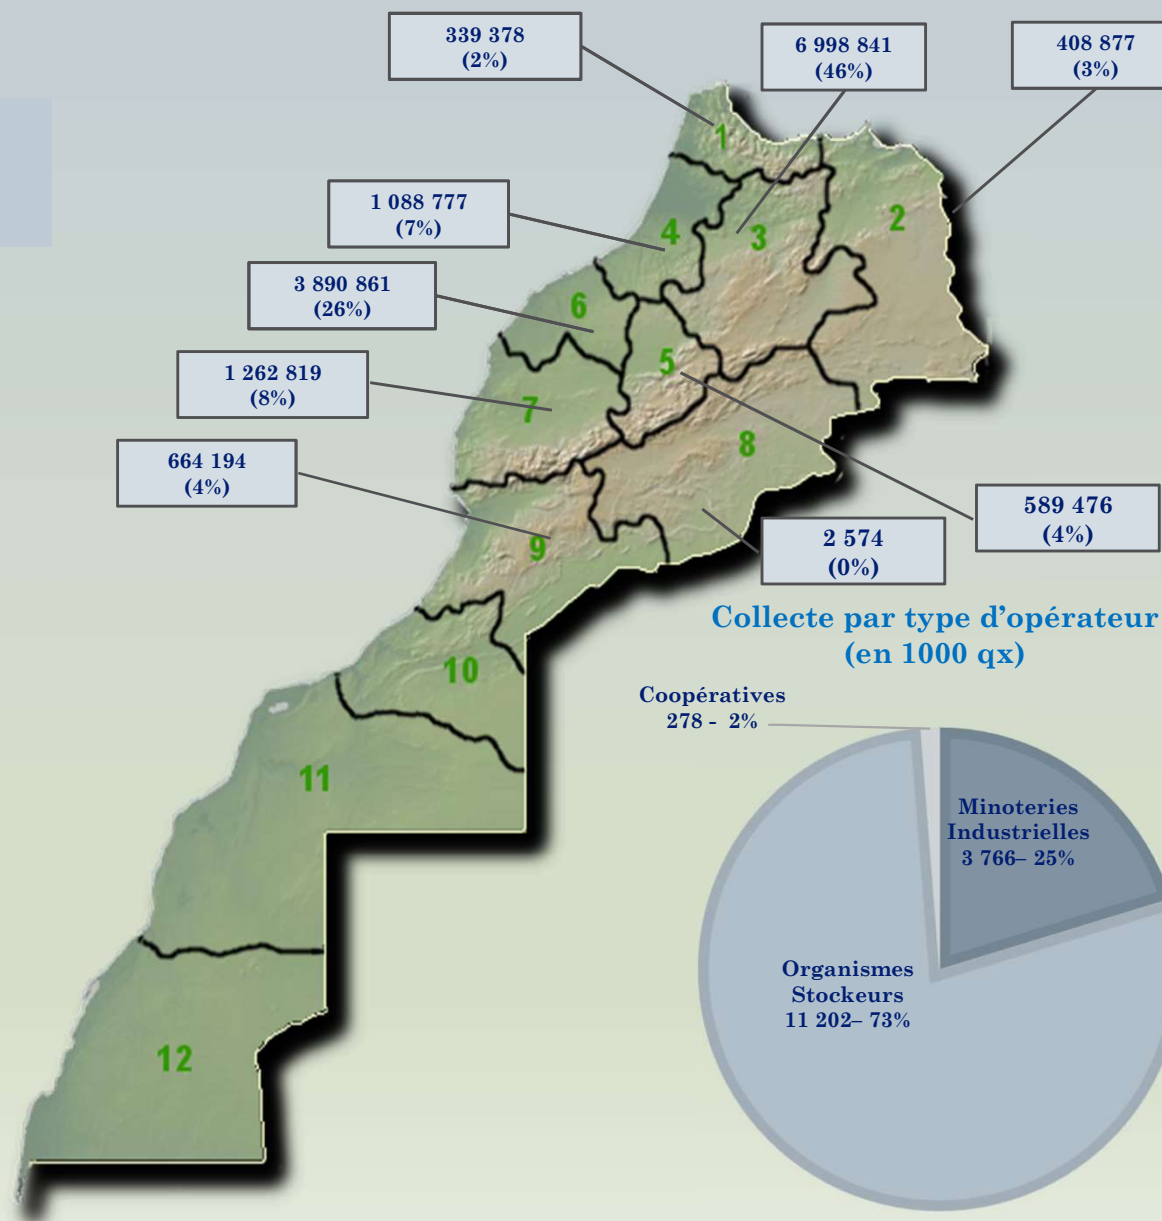 339 378
(2%)
6 998 841
(46%)
408 877
(3%)
1 088 777
(7%)
3 890 861
(26%)
1 262 819
(8%)
664 194
(4%)
589 476
(4%)
2 574
(0%)
1
2
3
4
5
6
7
8
9
10
11
12
Collecte par type d’opérateur
(en 1000 qx)
Coopératives
278 - 2%
Minoteries
Industrielles
3 766– 25%
Organismes
Stockeurs
11 202– 73%